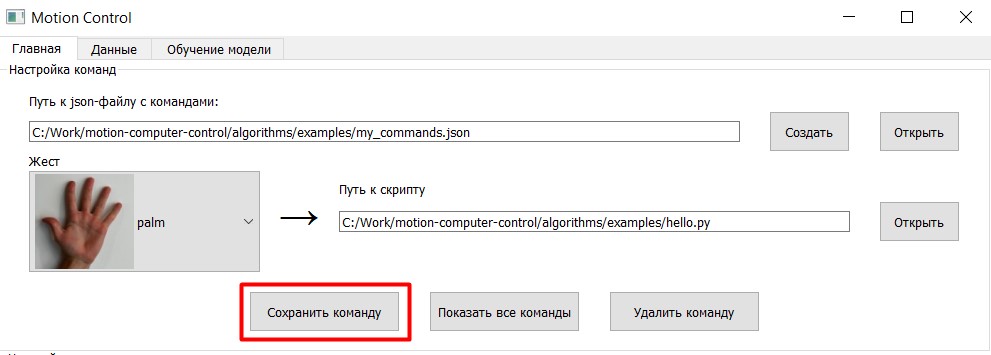 Motion Control
Главная Данные Обучение модели
Настройка команд
Путь к json-файлу с командами:
C:/Work/motion-computer-control/algorithms/examples/my_commands.json Создать Открыть
Жест
Путь к скрипту
palm → C:/Work/motion-computer-control/algorithms/examples/hello.py Открыть
Сохранить команду Показать все команды Удалить команду